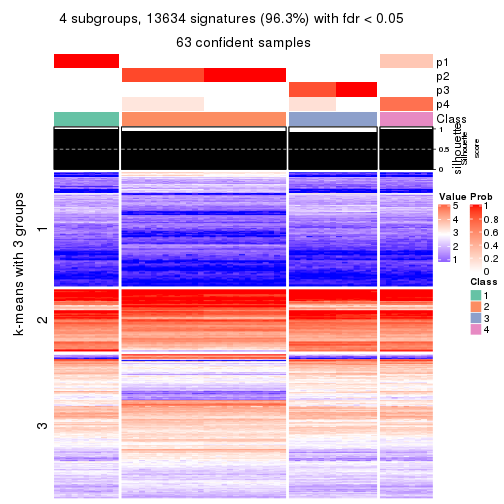 4 subgroups, 13634 signatures (96.3%) with fdr < 0.05
63 confident samples
p1
p2
p3
p4
Class
silhouette
Silhouette
score
1
0.5
0
k-means with 3 groups
1
2
3
Value
5
4
3
2
1
Prob
1
0.8
0.6
0.4
0.2
0
Class
1
2
3
4